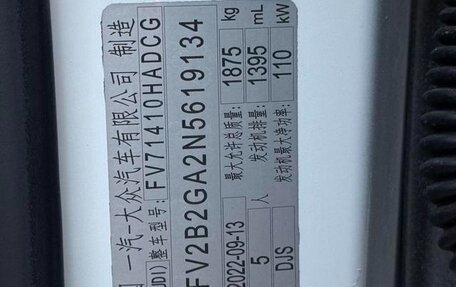 一汽-大众汽车有限公司 制造
JDI) 整车型号: FV71410HADCG
FV2B2GA2N5619134
2022-09-13 最大允许总质量: 1875 kg
5 人 发动机排量: 1395 mL
DJS 发动机最大净功率: 110 kW